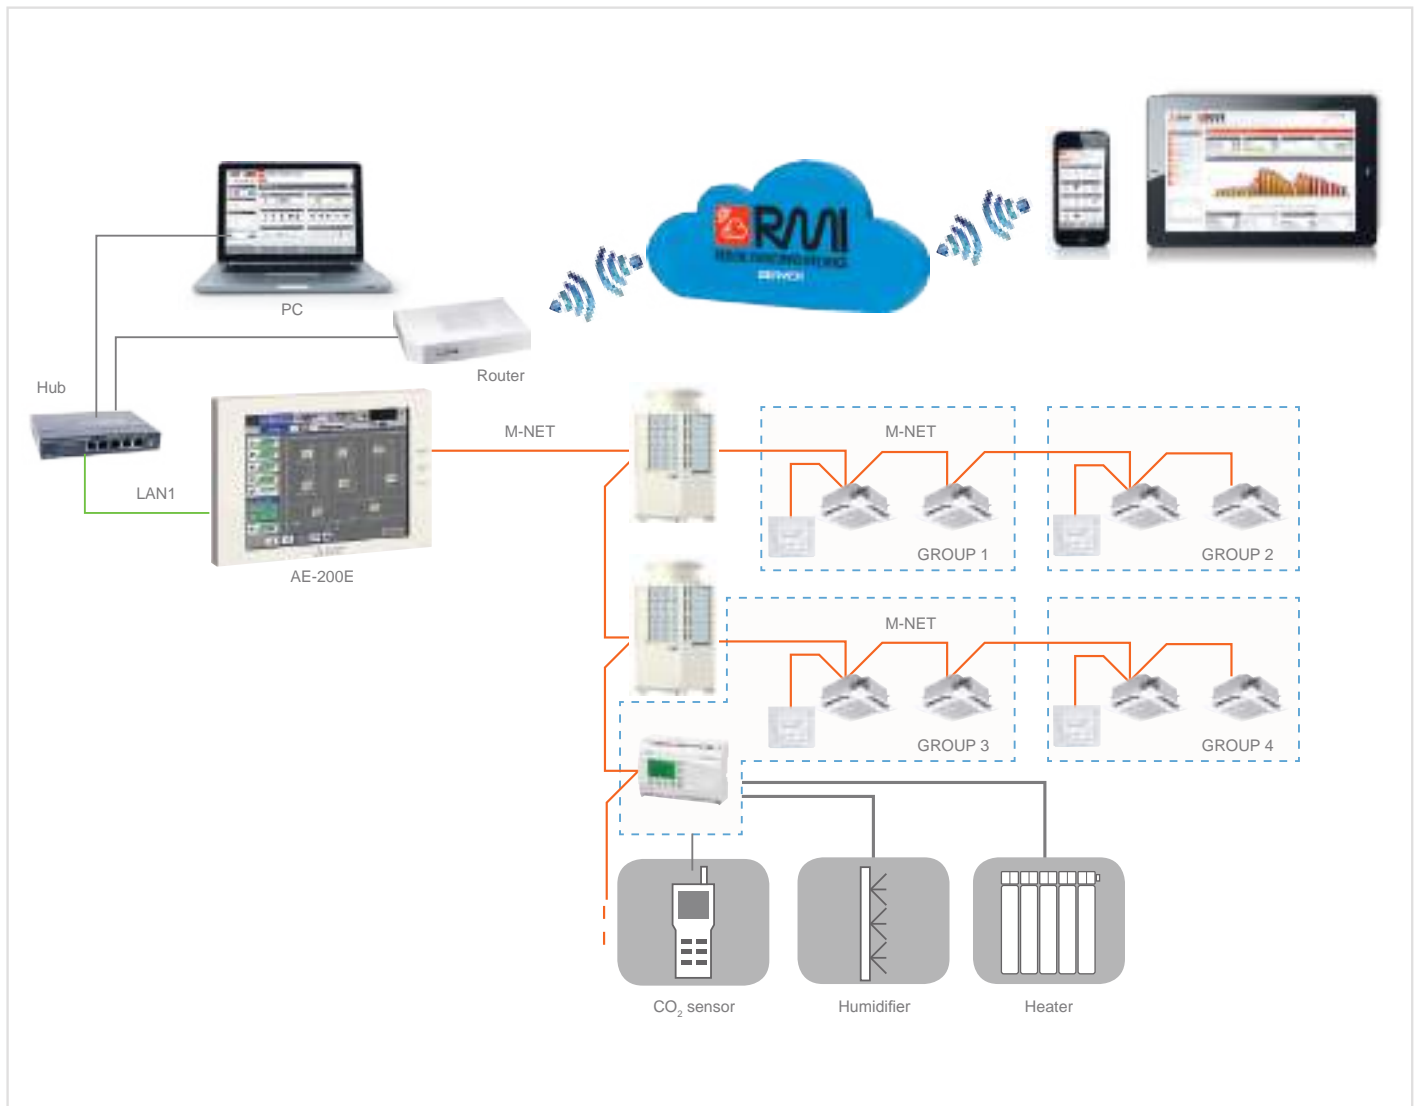 RMI
PC
Router
Hub
M-NET
M-NET
LAN1
GROUP 1
GROUP 2
AE-200E
M-NET
GROUP 3
GROUP 4
CO₂ sensor
Humidifier
Heater